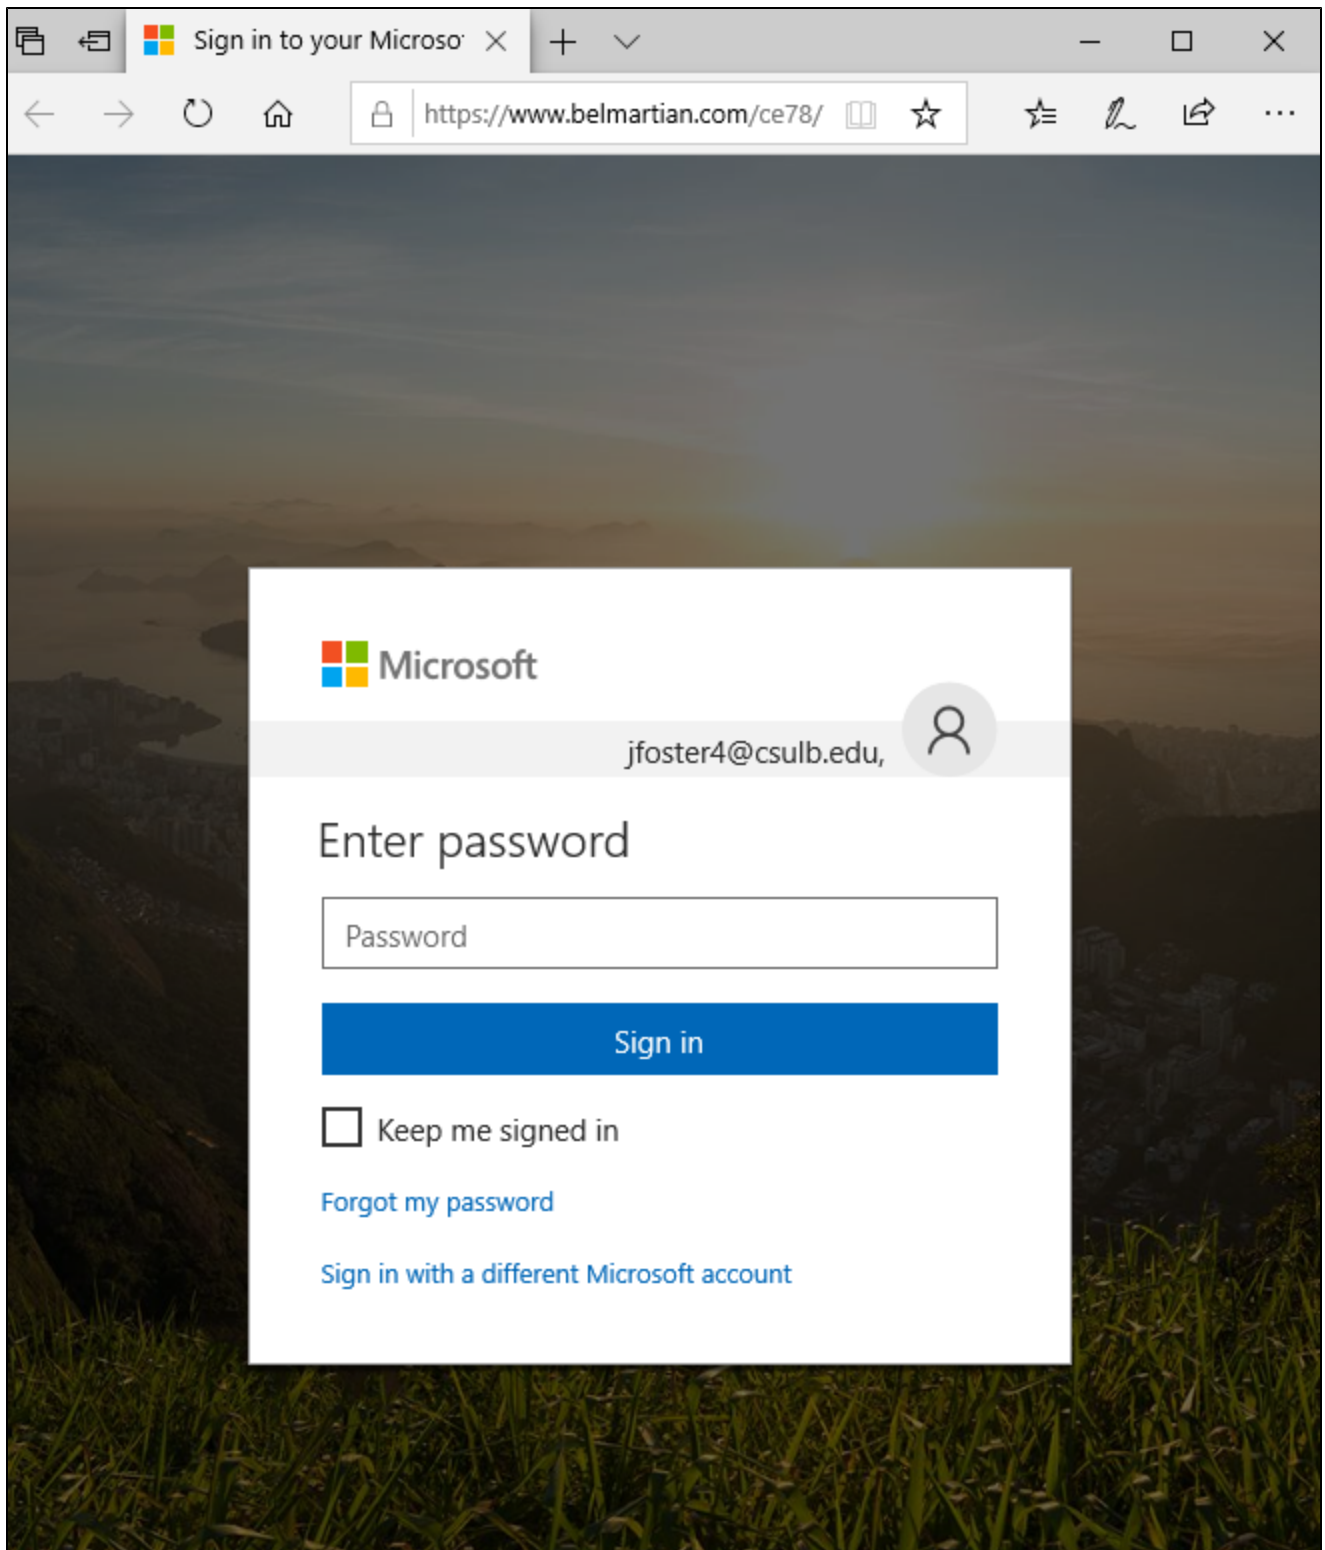 Sign in to your Microso
https://www.belmartian.com/ce78/
Microsoft
jfoster4@csulb.edu,
Enter password
Password
Sign in
Keep me signed in
Forgot my password
Sign in with a different Microsoft account